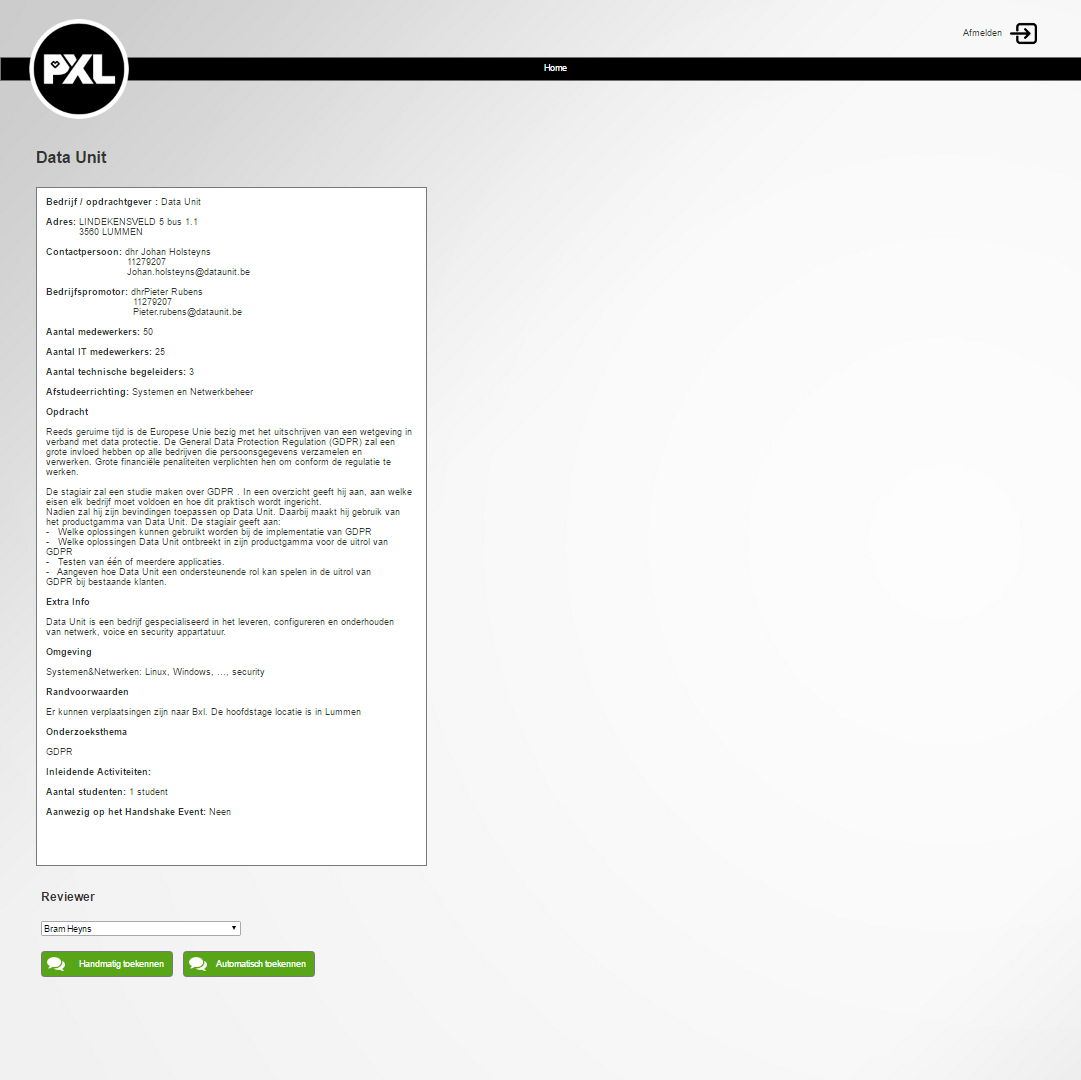 Afmelden
PXL
Home
Data Unit
Bedrijf / opdrachtgever : Data Unit
Adres: LINDEKENSVELD 5 bus 1.1
3560 LUMMEN
Contactpersoon: dhr Johan Holsteyns
11279207
Johan.holsteyns@dataunit.be
Bedrijfspromotor: dhrPieter Rubens
11279207
Pieter.rubens@dataunit.be
Aantal medewerkers: 50
Aantal IT medewerkers: 25
Aantal technische begeleiders: 3
Afstudeerrichting: Systemen en Netwerkbeheer
Opdracht
Reeds geruime tijd is de Europese Unie bezig met het uitschrijven van een wetgeving in
verband met data protectie. De General Data Protection Regulation (GDPR) zal een
grote invloed hebben op alle bedrijven die persoonsgegevens verzamelen en
verwerken. Grote financiële penaliteiten verplichten hen om conform de regulatie te
werken.
De stagiair zal een studie maken over GDPR . In een overzicht geeft hij aan, aan welke
eisen elk bedrijf moet voldoen en hoe dit praktisch wordt ingericht.
Nadien zal hij zijn bevindingen toepassen op Data Unit. Daarbij maakt hij gebruik van
het productgamma van Data Unit. De stagiair geeft aan:
- Welke oplossingen kunnen gebruikt worden bij de implementatie van GDPR
- Welke oplossingen Data Unit ontbreekt in zijn productgamma voor de uitrol van
GDPR
- Testen van één of meerdere applicaties.
- Aangeven hoe Data Unit een ondersteunende rol kan spelen in de uitrol van
GDPR bij bestaande klanten.
Extra Info
Data Unit is een bedrijf gespecialiseerd in het leveren, configureren en onderhouden
van netwerk, voice en security appartatuur.
Omgeving
Systemen&Netwerken: Linux, Windows, ..., security
Randvoorwaarden
Er kunnen verplaatsingen zijn naar Bxl. De hoofdstage locatie is in Lummen
Onderzoeksthema
GDPR
Inleidende Activiteiten:
Aantal studenten: 1 student
Aanwezig op het Handshake Event: Neen
Reviewer
Bram Heyns
Handmatig toekennen
Automatisch toekennen